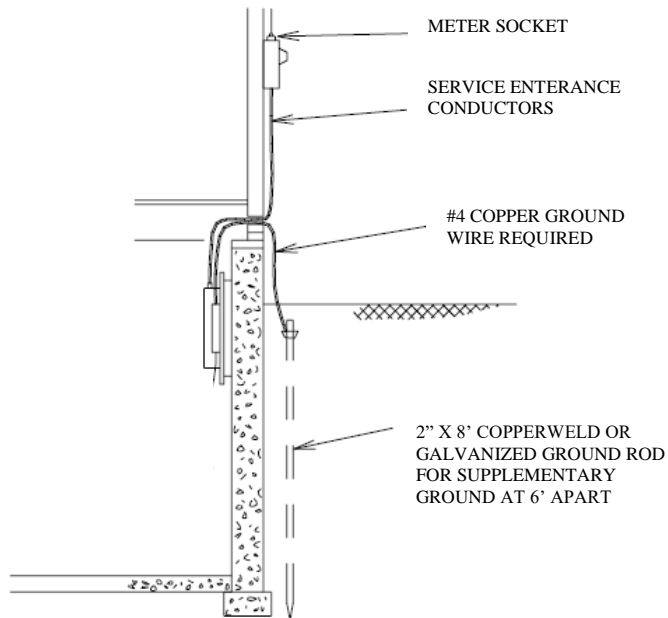 METER SOCKET
SERVICE ENTERANCE
CONDUCTORS
#4 COPPER GROUND
WIRE REQUIRED
2” X 8’ COPPERWELD OR
GALVANIZED GROUND ROD
FOR SUPPLEMENTARY
GROUND AT 6’ APART